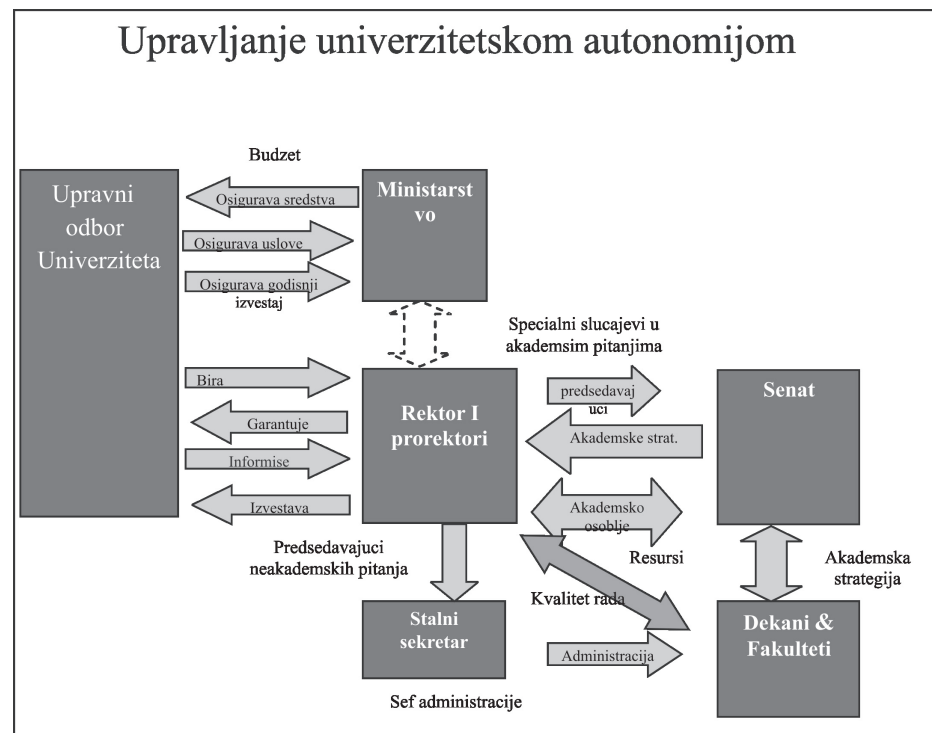 Upravljanje univerzitetskom autonomijom
Budzet
Upravni
odbor
Univerziteta
Osigurava sredstva
Osigurava uslove
Osigurava godisnji
izvestaj
Ministarst
vo
Specialni slucajevi u
akademsim pitanjima
Bira
Garantuje
Informise
Izvestava
Rektor I
prorektori
predsedavaj
uci
Akademske strat.
Akademsko
osoblje
Senat
Predsedavajuci
neakademskih pitanja
Resursi
Akademska
strategija
Kvalitet rada
Stalni
sekretar
Administracija
Dekani &
Fakulteti
Sef administracije